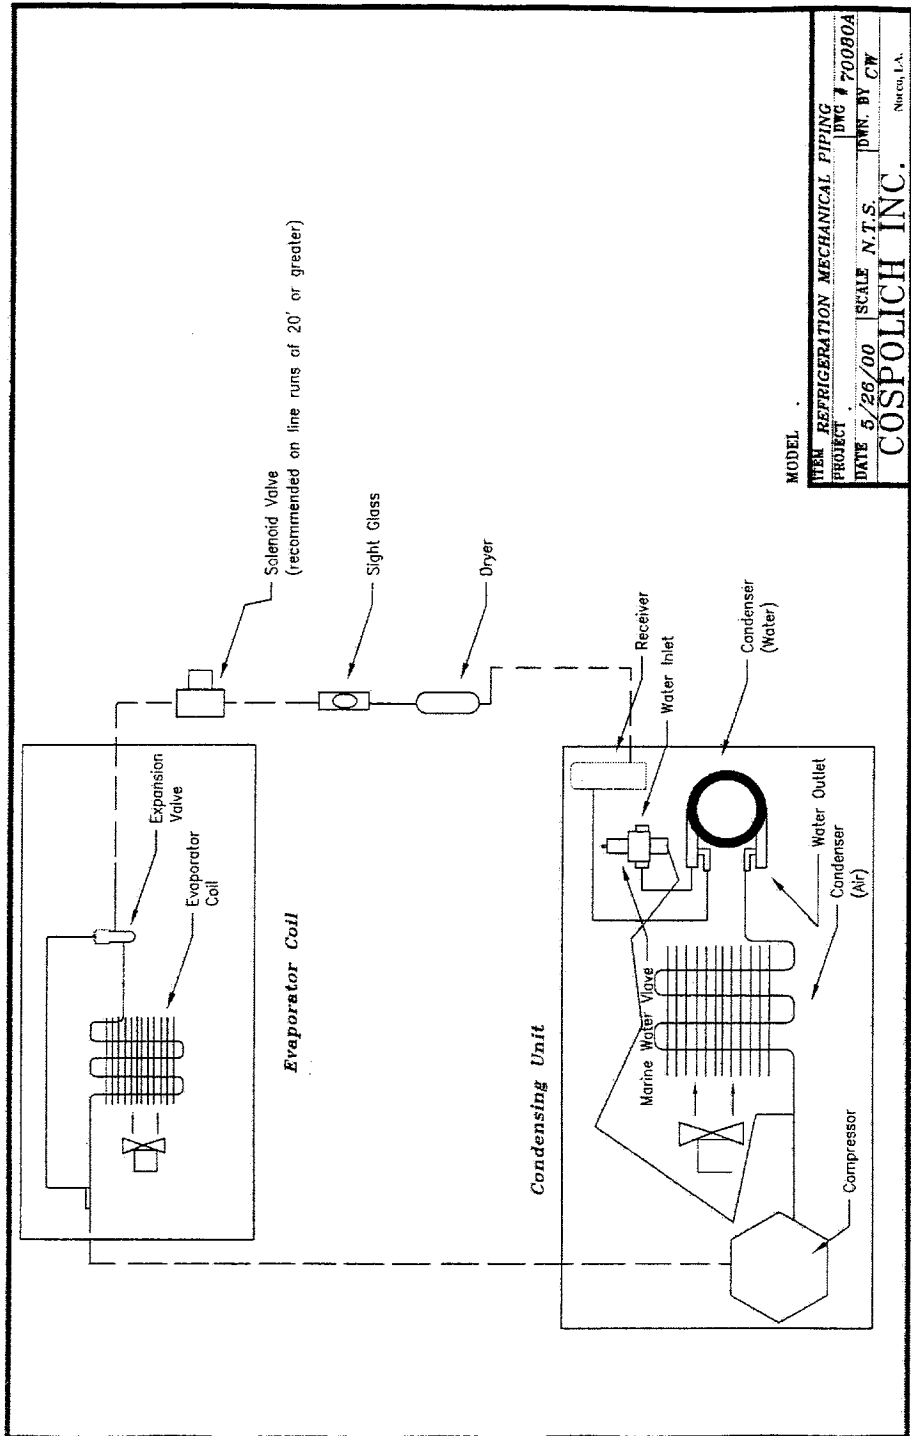 Solenoid Valve
(recommended on line runs of 20' or greater)
Sight Glass
Dryer
Expansion
Valve
Evaporator
Coil
Evaporator Coil
Receiver
Water Inlet
Condenser
(Water)
Water Outlet
Condenser
(Air)
Marine Water Vlave
Condensing Unit
Compressor
MODEL .
ITEM REFRIGERATION MECHANICAL PIPING
PROJECT . DWG # 70080A
DATE 5/26/00 SCALE N.T.S. DWN. BY CW
COSPOLICH INC. Norco, LA.